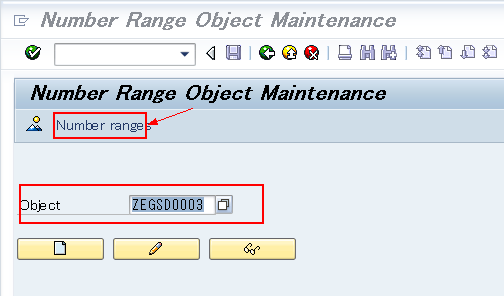 Number Range Object Maintenance
Number Range Object Maintenance
Number ranges
Object ZEGSD0003